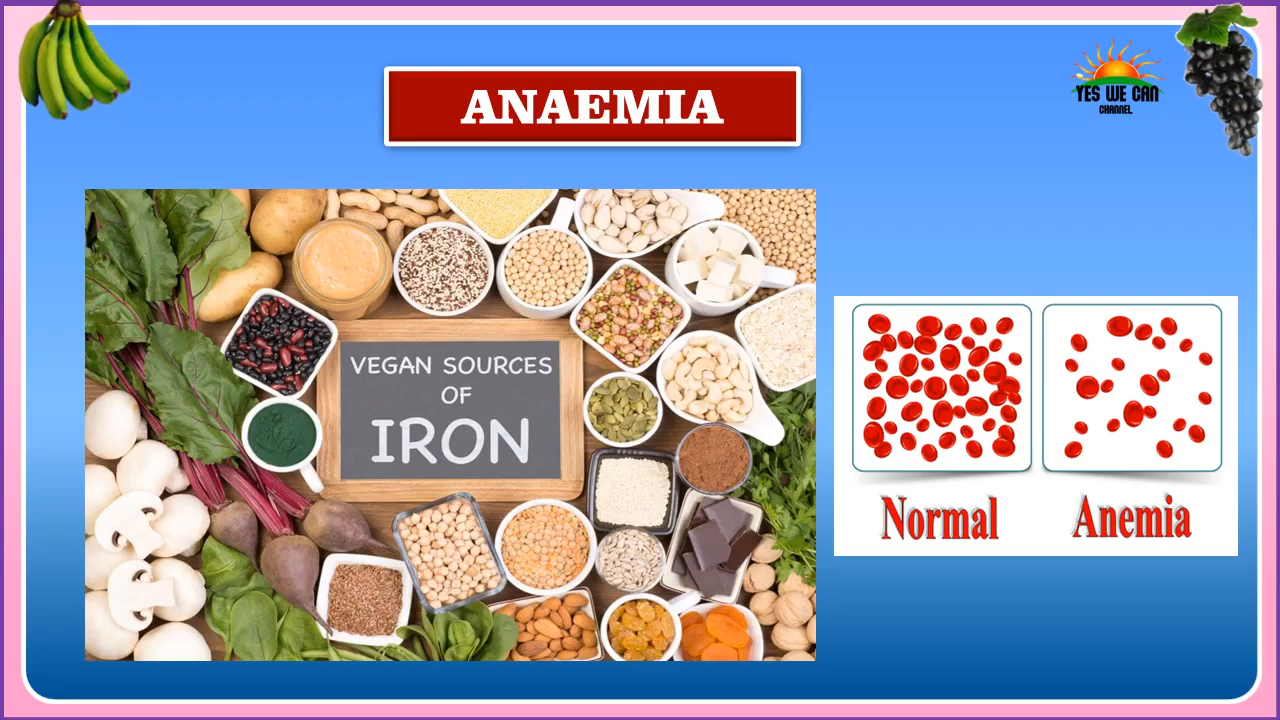 ANAEMIA
YES WE CAN
CHANNEL
VEGAN SOURCES
OF
IRON
Normal
Anemia